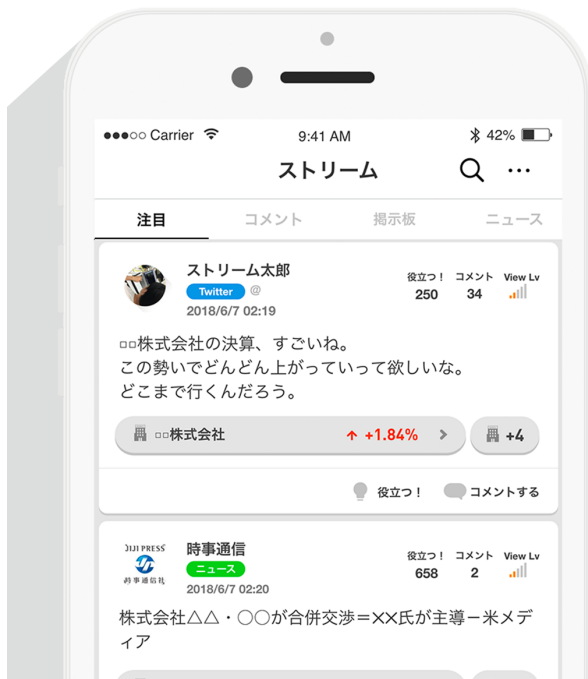 Carrier 9:41 AM 42%
ストリーム
注目 コメント 掲示板 ニュース
ストリーム太郎
Twitter @
2018/6/7 02:19
役立つ！ コメント View Lv
250 34
▫▫株式会社の決算、すごいね。
この勢いでどんどん上がっていって欲しいな。
どこまで行くんだろう。
▫▫株式会社 ↑ +1.84% +4
役立つ！ コメントする
JIJI PRESS
時事通信社
時事通信
ニュース
2018/6/7 02:20
役立つ！ コメント View Lv
658 2
株式会社△△・〇〇が合併交渉＝✕✕氏が主導－米メデ
ィア